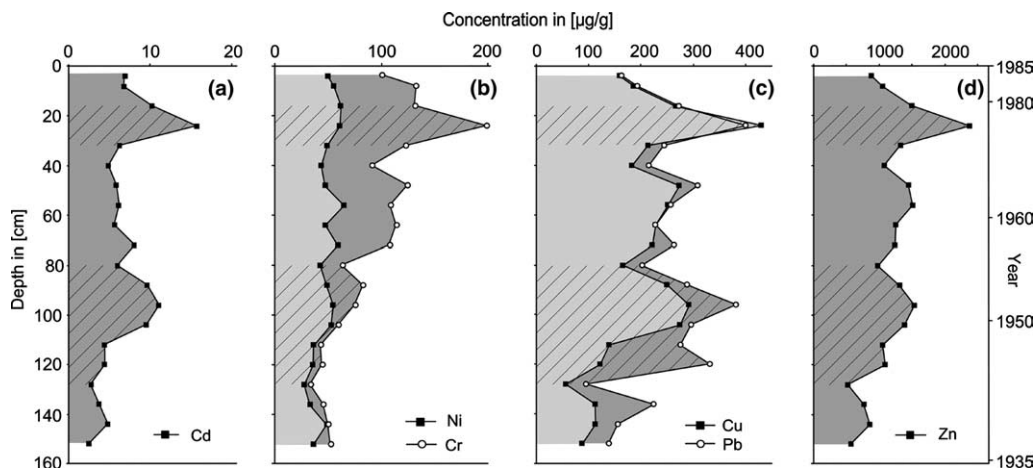 Concentration in [µg/g]
0 10 20 0 100 200 0 100 200 300 400 0 1000 2000
0 (a) (b) (c) (d) 1985
20 1980
40
60 1960
80
100 1950
120
140
160 1935
Depth in [cm]
Year
Cd
Ni
Cr
Cu
Pb
Zn